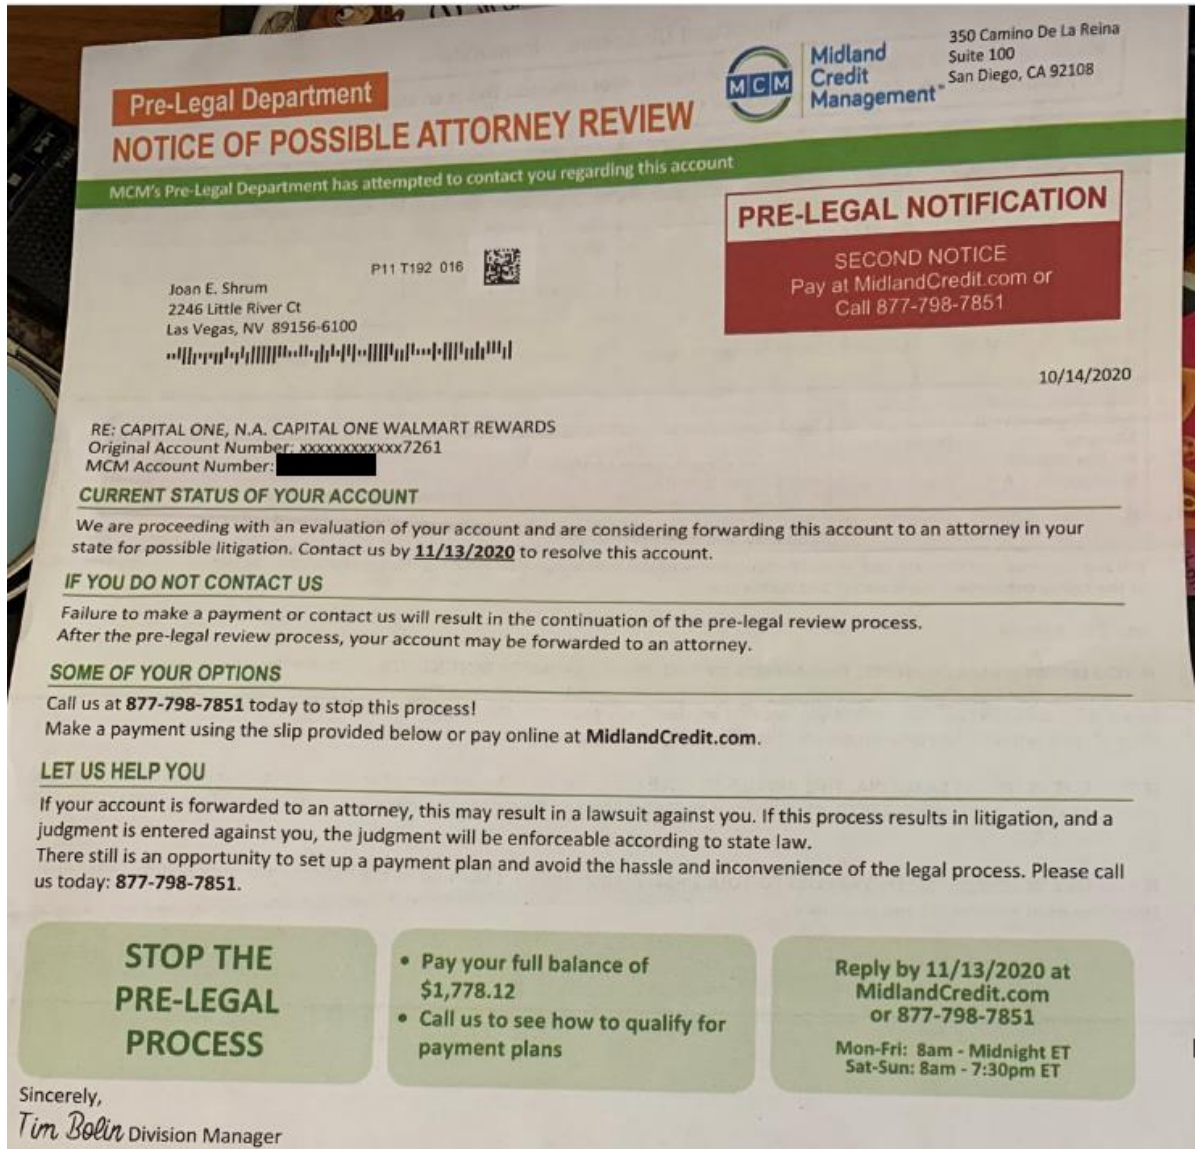 Pre-Legal Department
NOTICE OF POSSIBLE ATTORNEY REVIEW
MCM
Midland
Credit
Management
350 Camino De La Reina
Suite 100
San Diego, CA 92108
MCM's Pre-Legal Department has attempted to contact you regarding this account
PRE-LEGAL NOTIFICATION
SECOND NOTICE
Pay at MidlandCredit.com or
Call 877-798-7851
P11 T192 016
Joan E. Shrum
2246 Little River Ct
Las Vegas, NV 89156-6100
10/14/2020
RE: CAPITAL ONE, N.A. CAPITAL ONE WALMART REWARDS
Original Account Number: xxxxxxxxxxxx7261
MCM Account Number:
CURRENT STATUS OF YOUR ACCOUNT
We are proceeding with an evaluation of your account and are considering forwarding this account to an attorney in your
state for possible litigation. Contact us by 11/13/2020 to resolve this account.
IF YOU DO NOT CONTACT US
Failure to make a payment or contact us will result in the continuation of the pre-legal review process.
After the pre-legal review process, your account may be forwarded to an attorney.
SOME OF YOUR OPTIONS
Call us at 877-798-7851 today to stop this process!
Make a payment using the slip provided below or pay online at MidlandCredit.com.
LET US HELP YOU
If your account is forwarded to an attorney, this may result in a lawsuit against you. If this process results in litigation, and a
judgment is entered against you, the judgment will be enforceable according to state law.
There still is an opportunity to set up a payment plan and avoid the hassle and inconvenience of the legal process. Please call
us today: 877-798-7851.
STOP THE
PRE-LEGAL
PROCESS
• Pay your full balance of
$1,778.12
• Call us to see how to qualify for
payment plans
Reply by 11/13/2020 at
MidlandCredit.com
or 877-798-7851
Mon-Fri: 8am - Midnight ET
Sat-Sun: 8am - 7:30pm ET
Sincerely,
Tim Bolin Division Manager